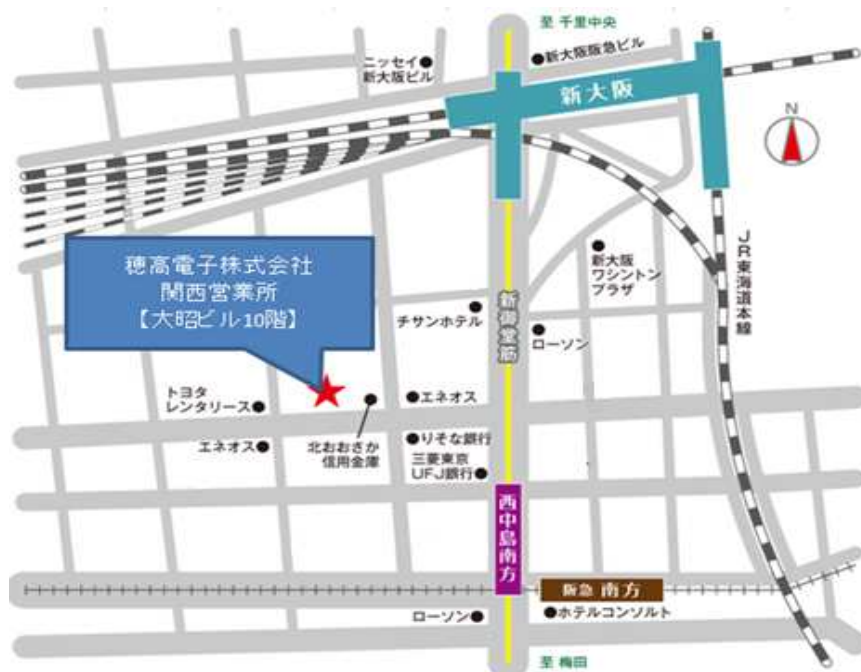 至 千里中央
ニッセイ
新大阪ビル
新大阪阪急ビル
新大阪
N
穂高電子株式会社
関西営業所
【大昭ビル10階】
新大阪
ワシントン
プラザ
JR東海道本線
新御堂筋
チサンホテル
ローソン
トヨタ
レンタリース
エネオス
エネオス
北おおさか
信用金庫
りそな銀行
三菱東京
UFJ銀行
西中島南方
阪急 南方
ローソン
ホテルコンソルト
至 梅田